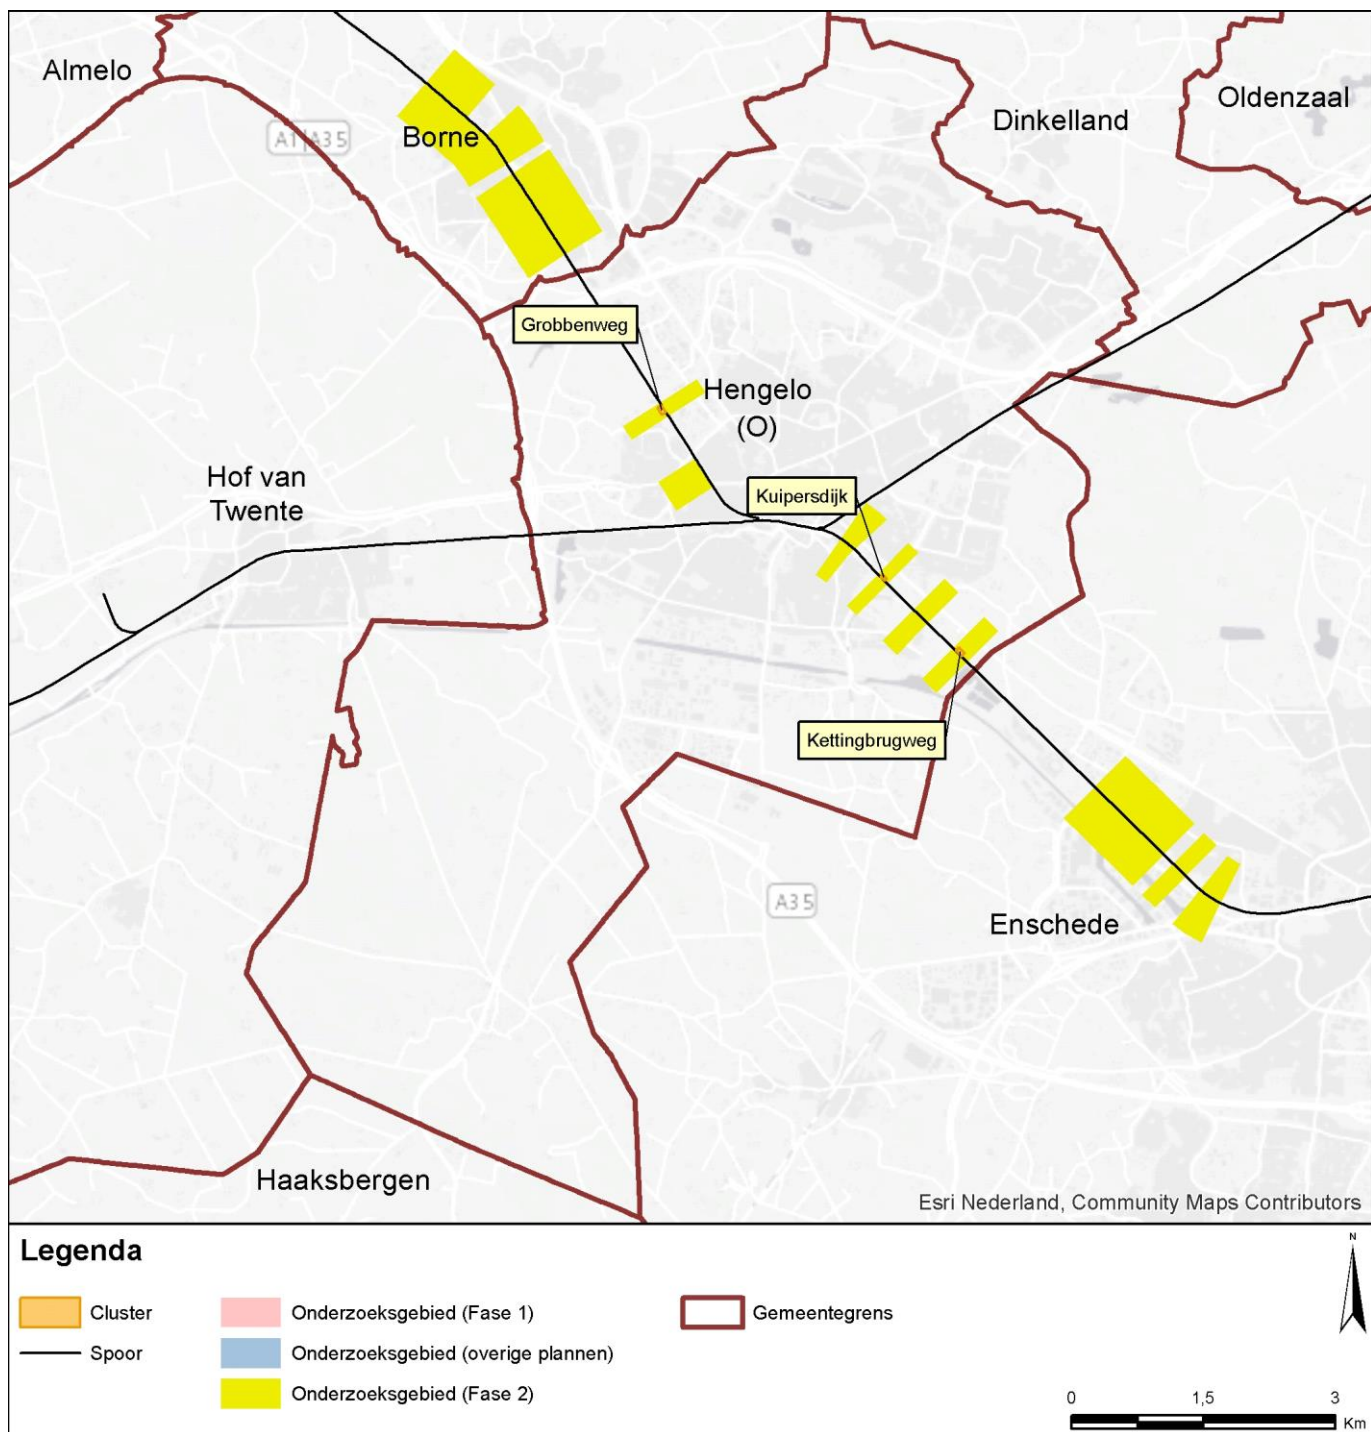 Almelo
Oldenzaal
Dinkelland
A1|A35
Borne
Grobbenweg
Hengelo
(O)
Hof van
Twente
Kuipersdijk
Kettingbrugweg
A35
Enschede
Haaksbergen
Esri Nederland, Community Maps Contributors
Legenda
N
Cluster
Onderzoeksgebied (Fase 1)
Gemeentegrens
Spoor
Onderzoeksgebied (overige plannen)
Onderzoeksgebied (Fase 2)
0 1,5 3
Km